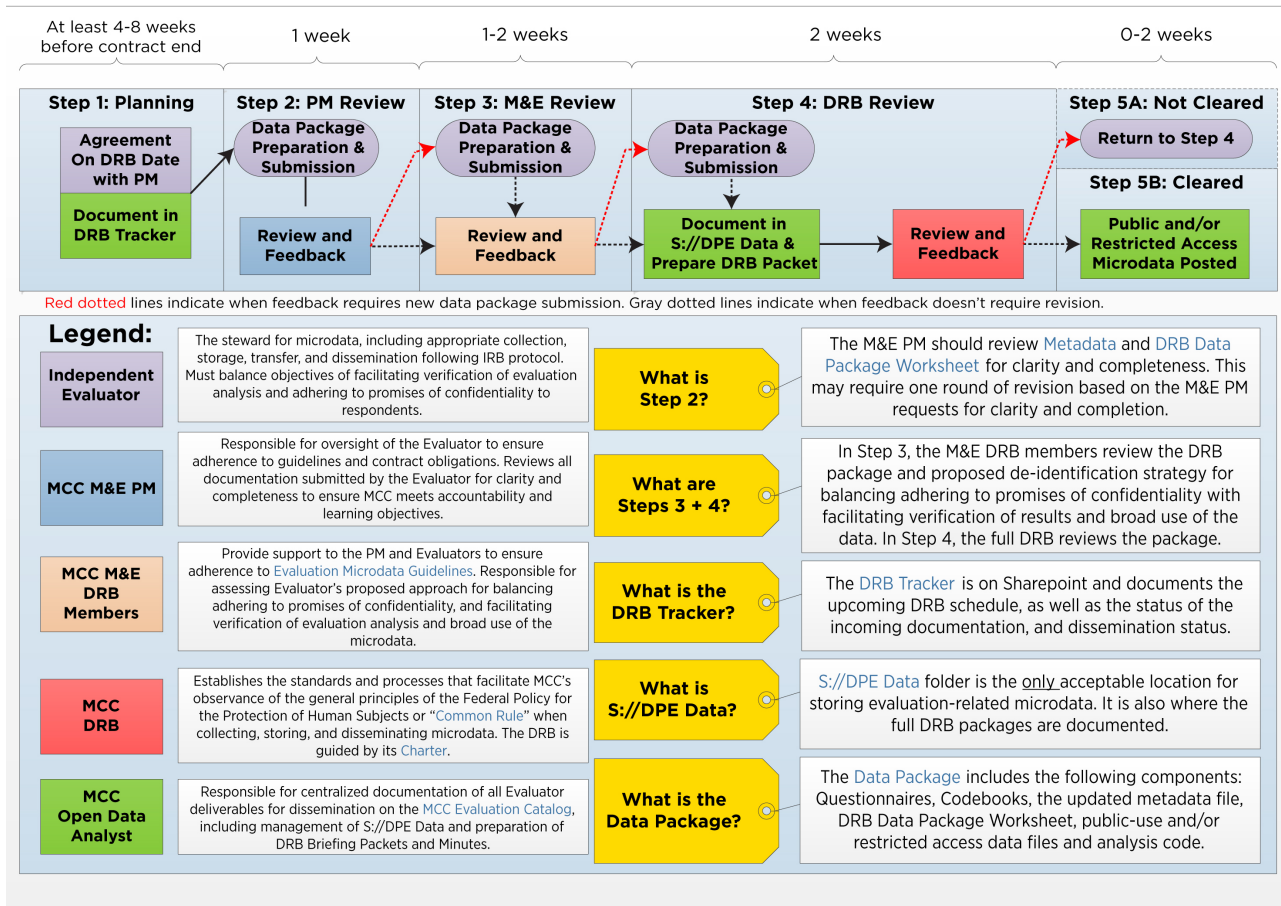 At least 4-8 weeks
before contract end
1 week
1-2 weeks
2 weeks
0-2 weeks
Step 1: Planning
Agreement
On DRB Date
with PM
Document in
DRB Tracker
Step 2: PM Review
Data Package
Preparation &
Submission
Review and
Feedback
Step 3: M&E Review
Data Package
Preparation &
Submission
Review and
Feedback
Step 4: DRB Review
Data Package
Preparation &
Submission
Document in
S://DPE Data &
Prepare DRB Packet
Review and
Feedback
Step 5A: Not Cleared
Return to Step 4
Step 5B: Cleared
Public and/or
Restricted Access
Microdata Posted
Red dotted lines indicate when feedback requires new data package submission. Gray dotted lines indicate when feedback doesn't require revision.
Legend:
Independent
Evaluator
The steward for microdata, including appropriate collection,
storage, transfer, and dissemination following IRB protocol.
Must balance objectives of facilitating verification of evaluation
analysis and adhering to promises of confidentiality to
respondents.
MCC M&E PM
Responsible for oversight of the Evaluator to ensure
adherence to guidelines and contract obligations. Reviews all
documentation submitted by the Evaluator for clarity and
completeness to ensure MCC meets accountability and
learning objectives.
MCC M&E
DRB
Members
Provide support to the PM and Evaluators to ensure
adherence to Evaluation Microdata Guidelines. Responsible for
assessing Evaluator's proposed approach for balancing
adhering to promises of confidentiality, and facilitating
verification of evaluation analysis and broad use of the
microdata.
MCC
DRB
Establishes the standards and processes that facilitate MCC's
observance of the general principles of the Federal Policy for
the Protection of Human Subjects or "Common Rule" when
collecting, storing, and disseminating microdata. The DRB is
guided by its Charter.
MCC
Open Data
Analyst
Responsible for centralized documentation of all Evaluator
deliverables for dissemination on the MCC Evaluation Catalog,
including management of S://DPE Data and preparation of
DRB Briefing Packets and Minutes.
What is
Step 2?
The M&E PM should review Metadata and DRB Data
Package Worksheet for clarity and completeness. This
may require one round of revision based on the M&E PM
requests for clarity and completion.
What are
Steps 3 + 4?
In Step 3, the M&E DRB members review the DRB
package and proposed de-identification strategy for
balancing adhering to promises of confidentiality with
facilitating verification of results and broad use of the
data. In Step 4, the full DRB reviews the package.
What is the
DRB Tracker?
The DRB Tracker is on Sharepoint and documents the
upcoming DRB schedule, as well as the status of the
incoming documentation, and dissemination status.
What is
S://DPE Data?
S://DPE Data folder is the only acceptable location for
storing evaluation-related microdata. It is also where the
full DRB packages are documented.
What is the
Data Package?
The Data Package includes the following components:
Questionnaires, Codebooks, the updated metadata file,
DRB Data Package Worksheet, public-use and/or
restricted access data files and analysis code.